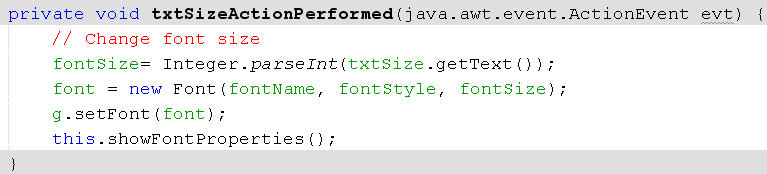 private void txtSizeActionPerformed(java.awt.event.ActionEvent evt) {
    // Change font size
    fontSize= Integer.parseInt(txtSize.getText());
    font = new Font(fontName, fontStyle, fontSize);
    g.setFont(font);
    this.showFontProperties();
}